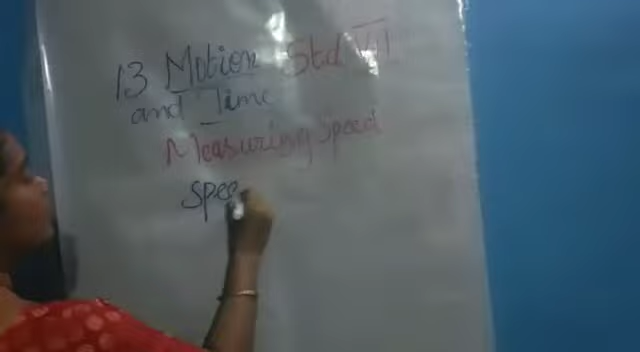 13 Motion Std VII
and Time
Measuring Speed
Spee